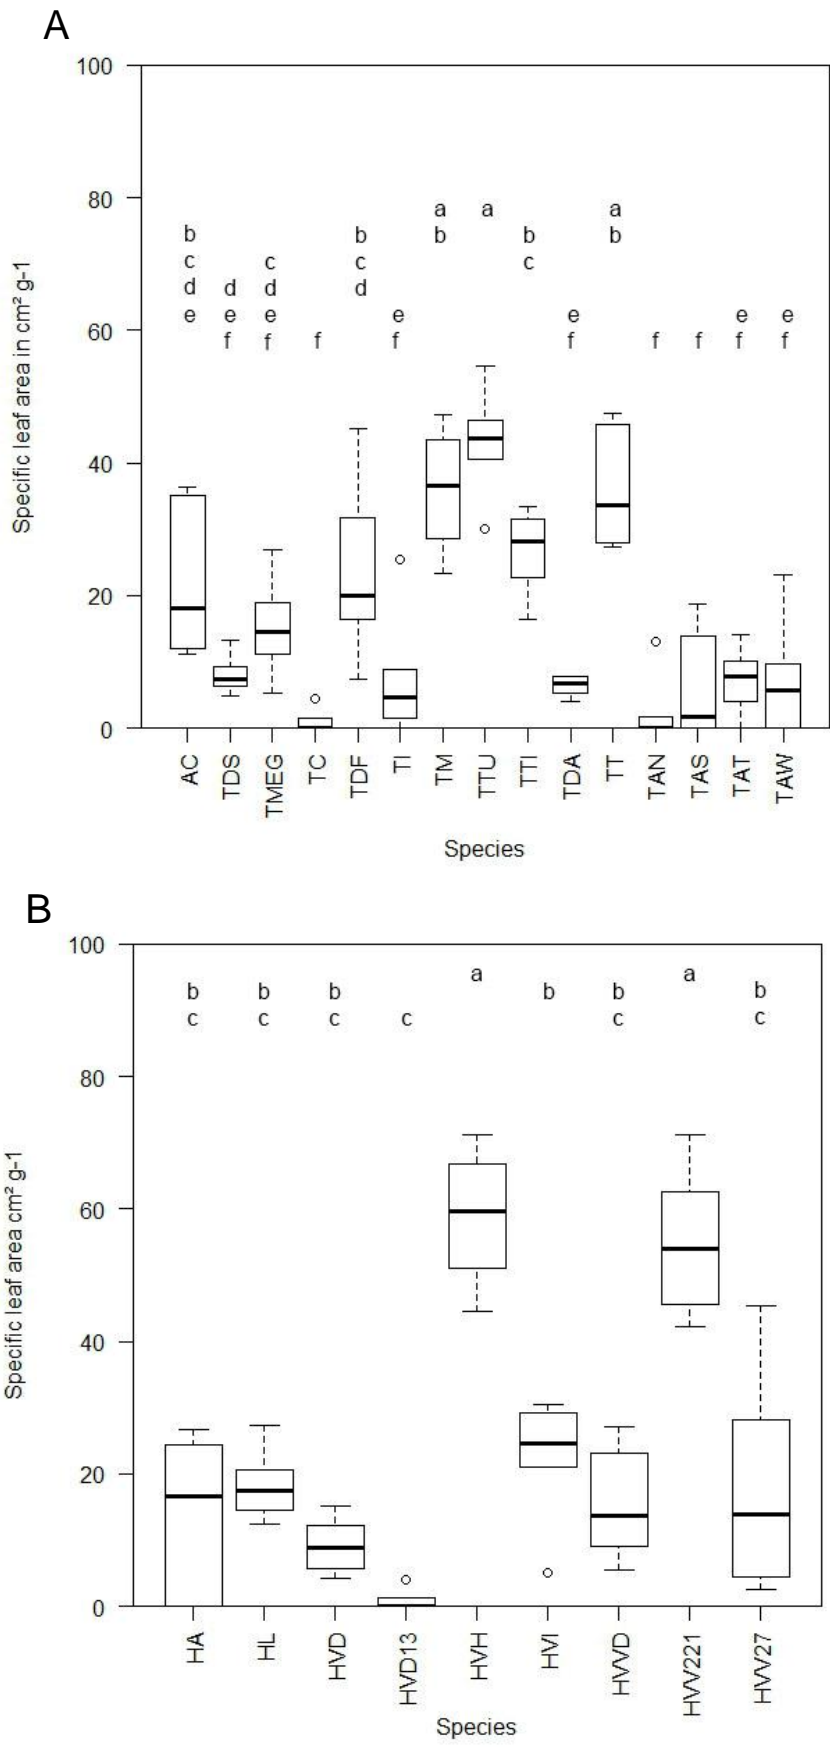 A
100
80
60
40
20
0
Specific leaf area in cm² g-1
a a a
b b b b b
c c c c
d d d d
e e e e e e e
f f f f f f f f f
AC TDS TMEG TC TDF TI TM TTU TTI TDA TT TAN TAS TAT TAW
Species
B
100
80
60
40
20
0
Specific leaf area cm² g-1
a a
b b b b b b
c c c c c c
HA HL HVD HVD13 HVH HVI HVVD HVV221 HVV27
Species